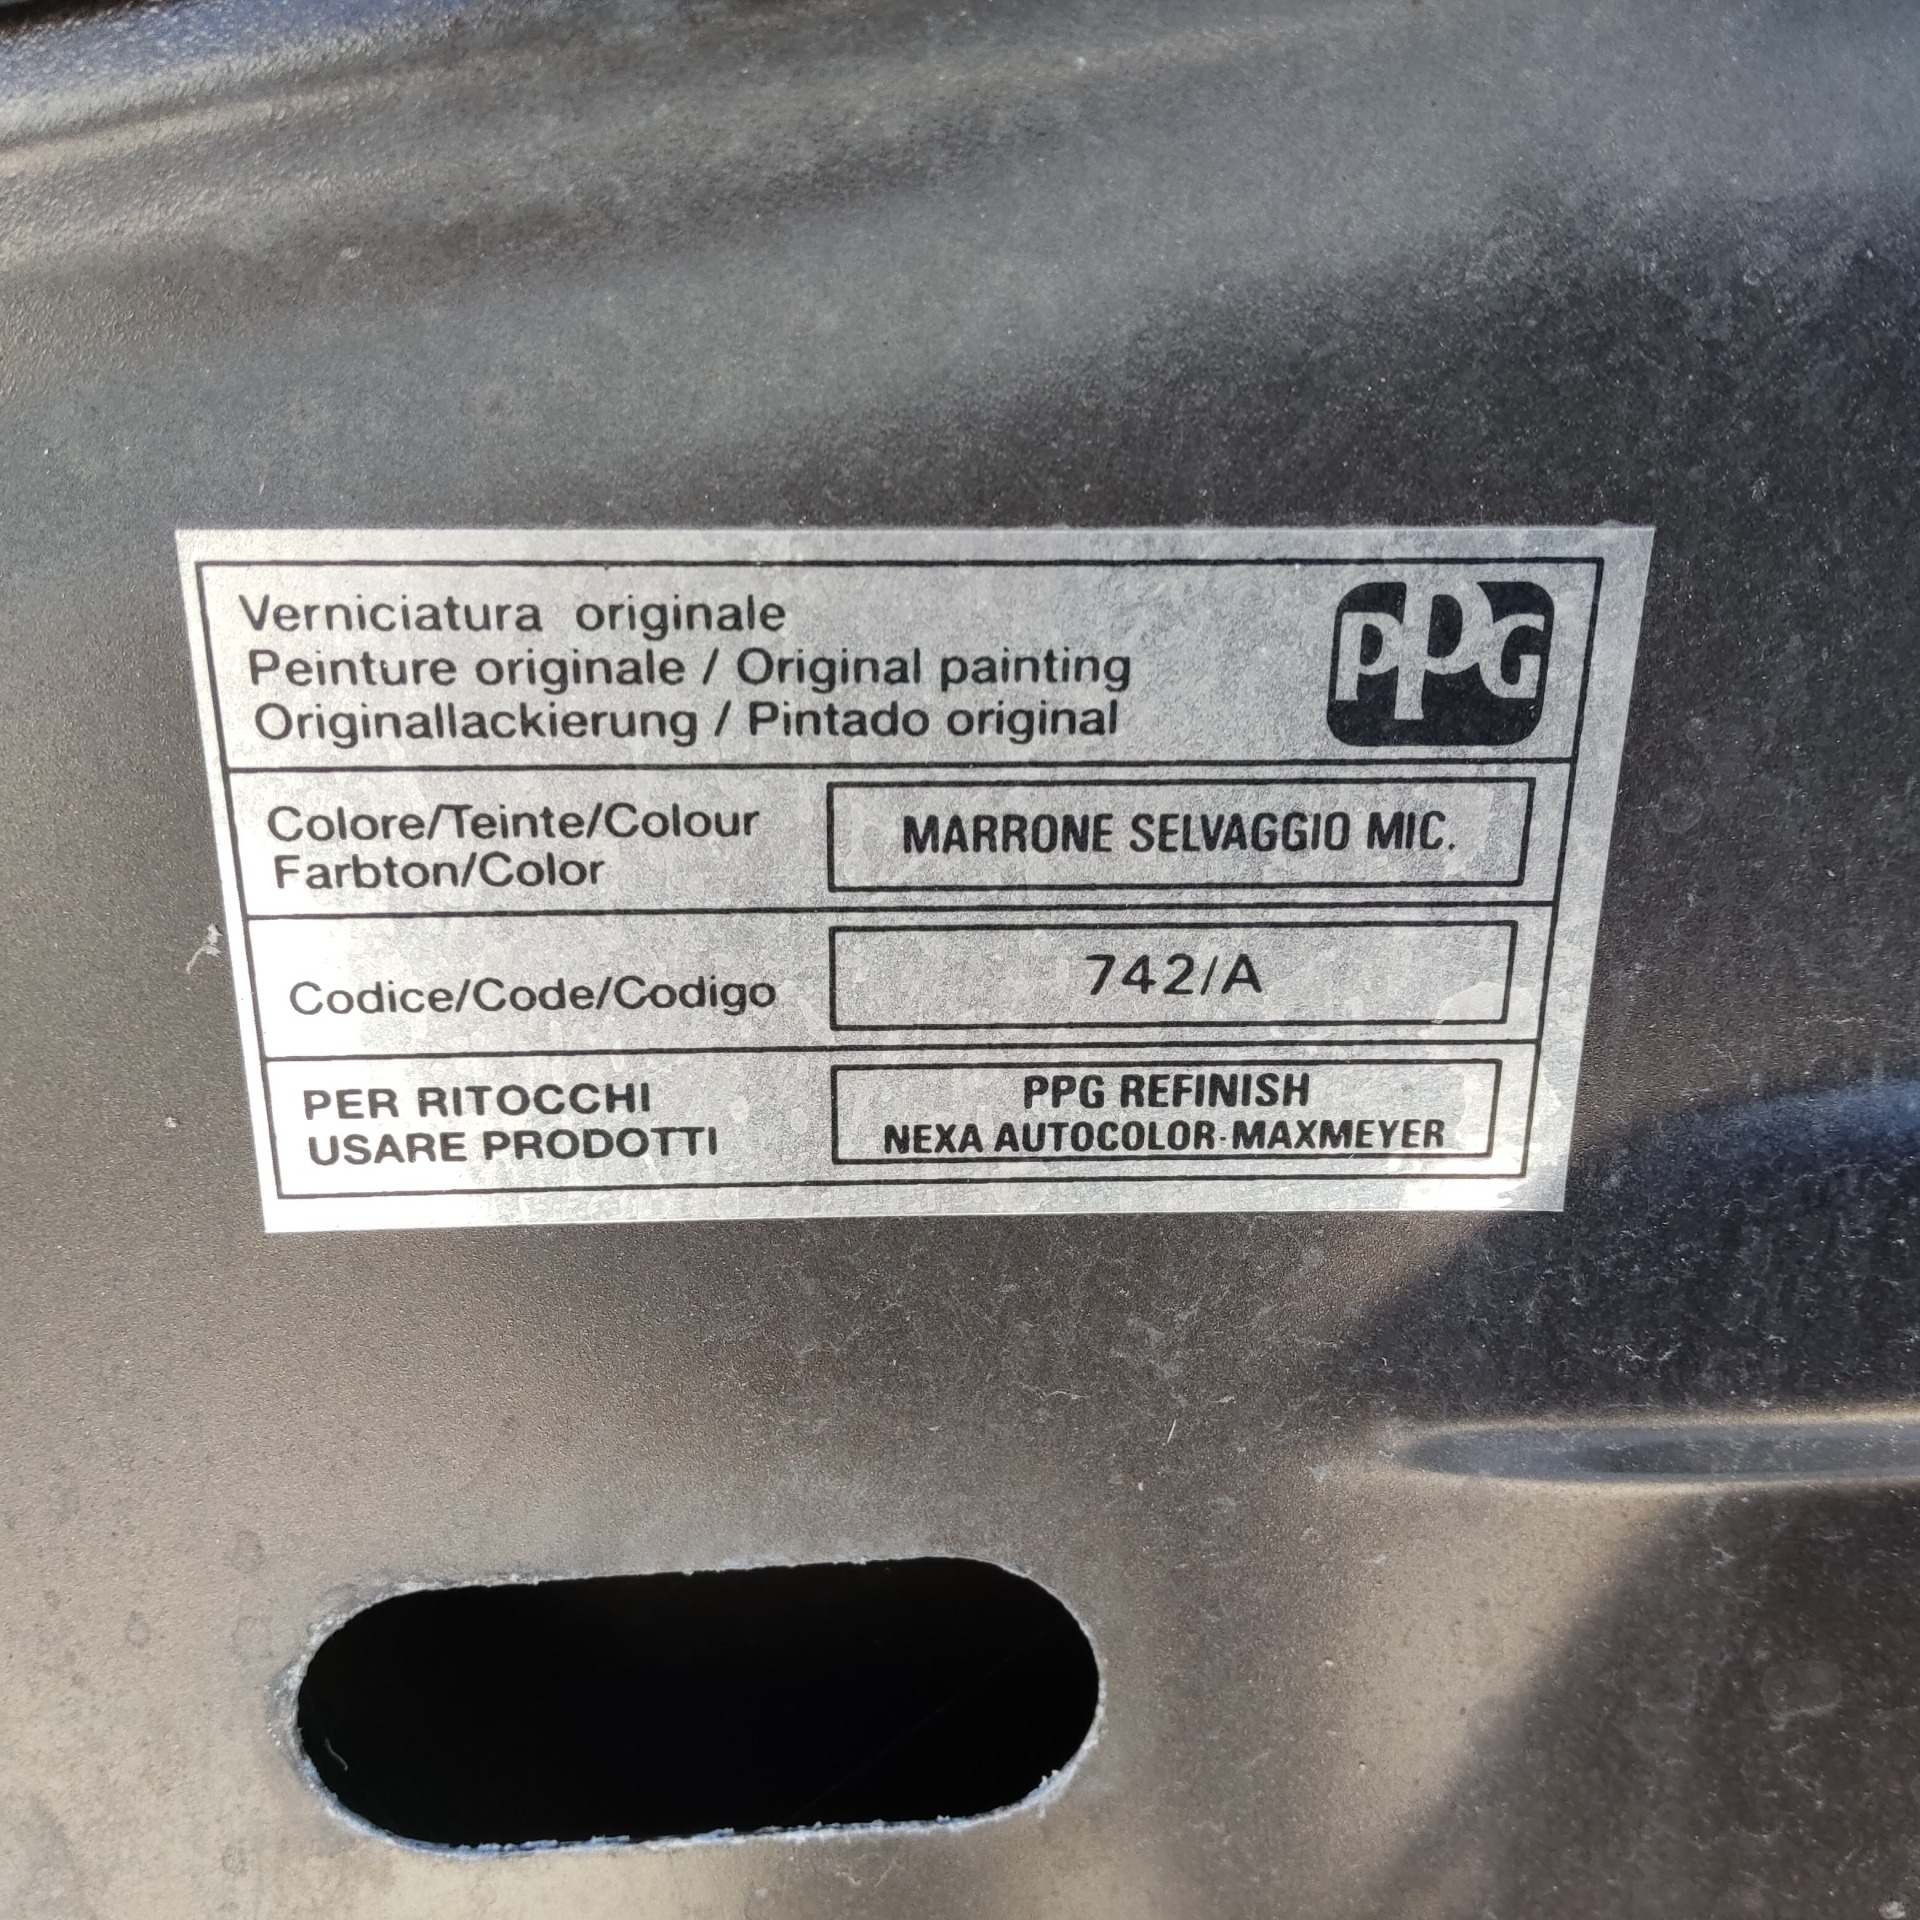 Verniciatura originale
Peinture originale / Original painting
Originallackierung / Pintado original
PPG
Colore/Teinte/Colour
Farbton/Color
MARRONE SELVAGGIO MIC.
Codice/Code/Codigo
742/A
PER RITOCCHI
USARE PRODOTTI
PPG REFINISH
NEXA AUTOCOLOR-MAXMEYER